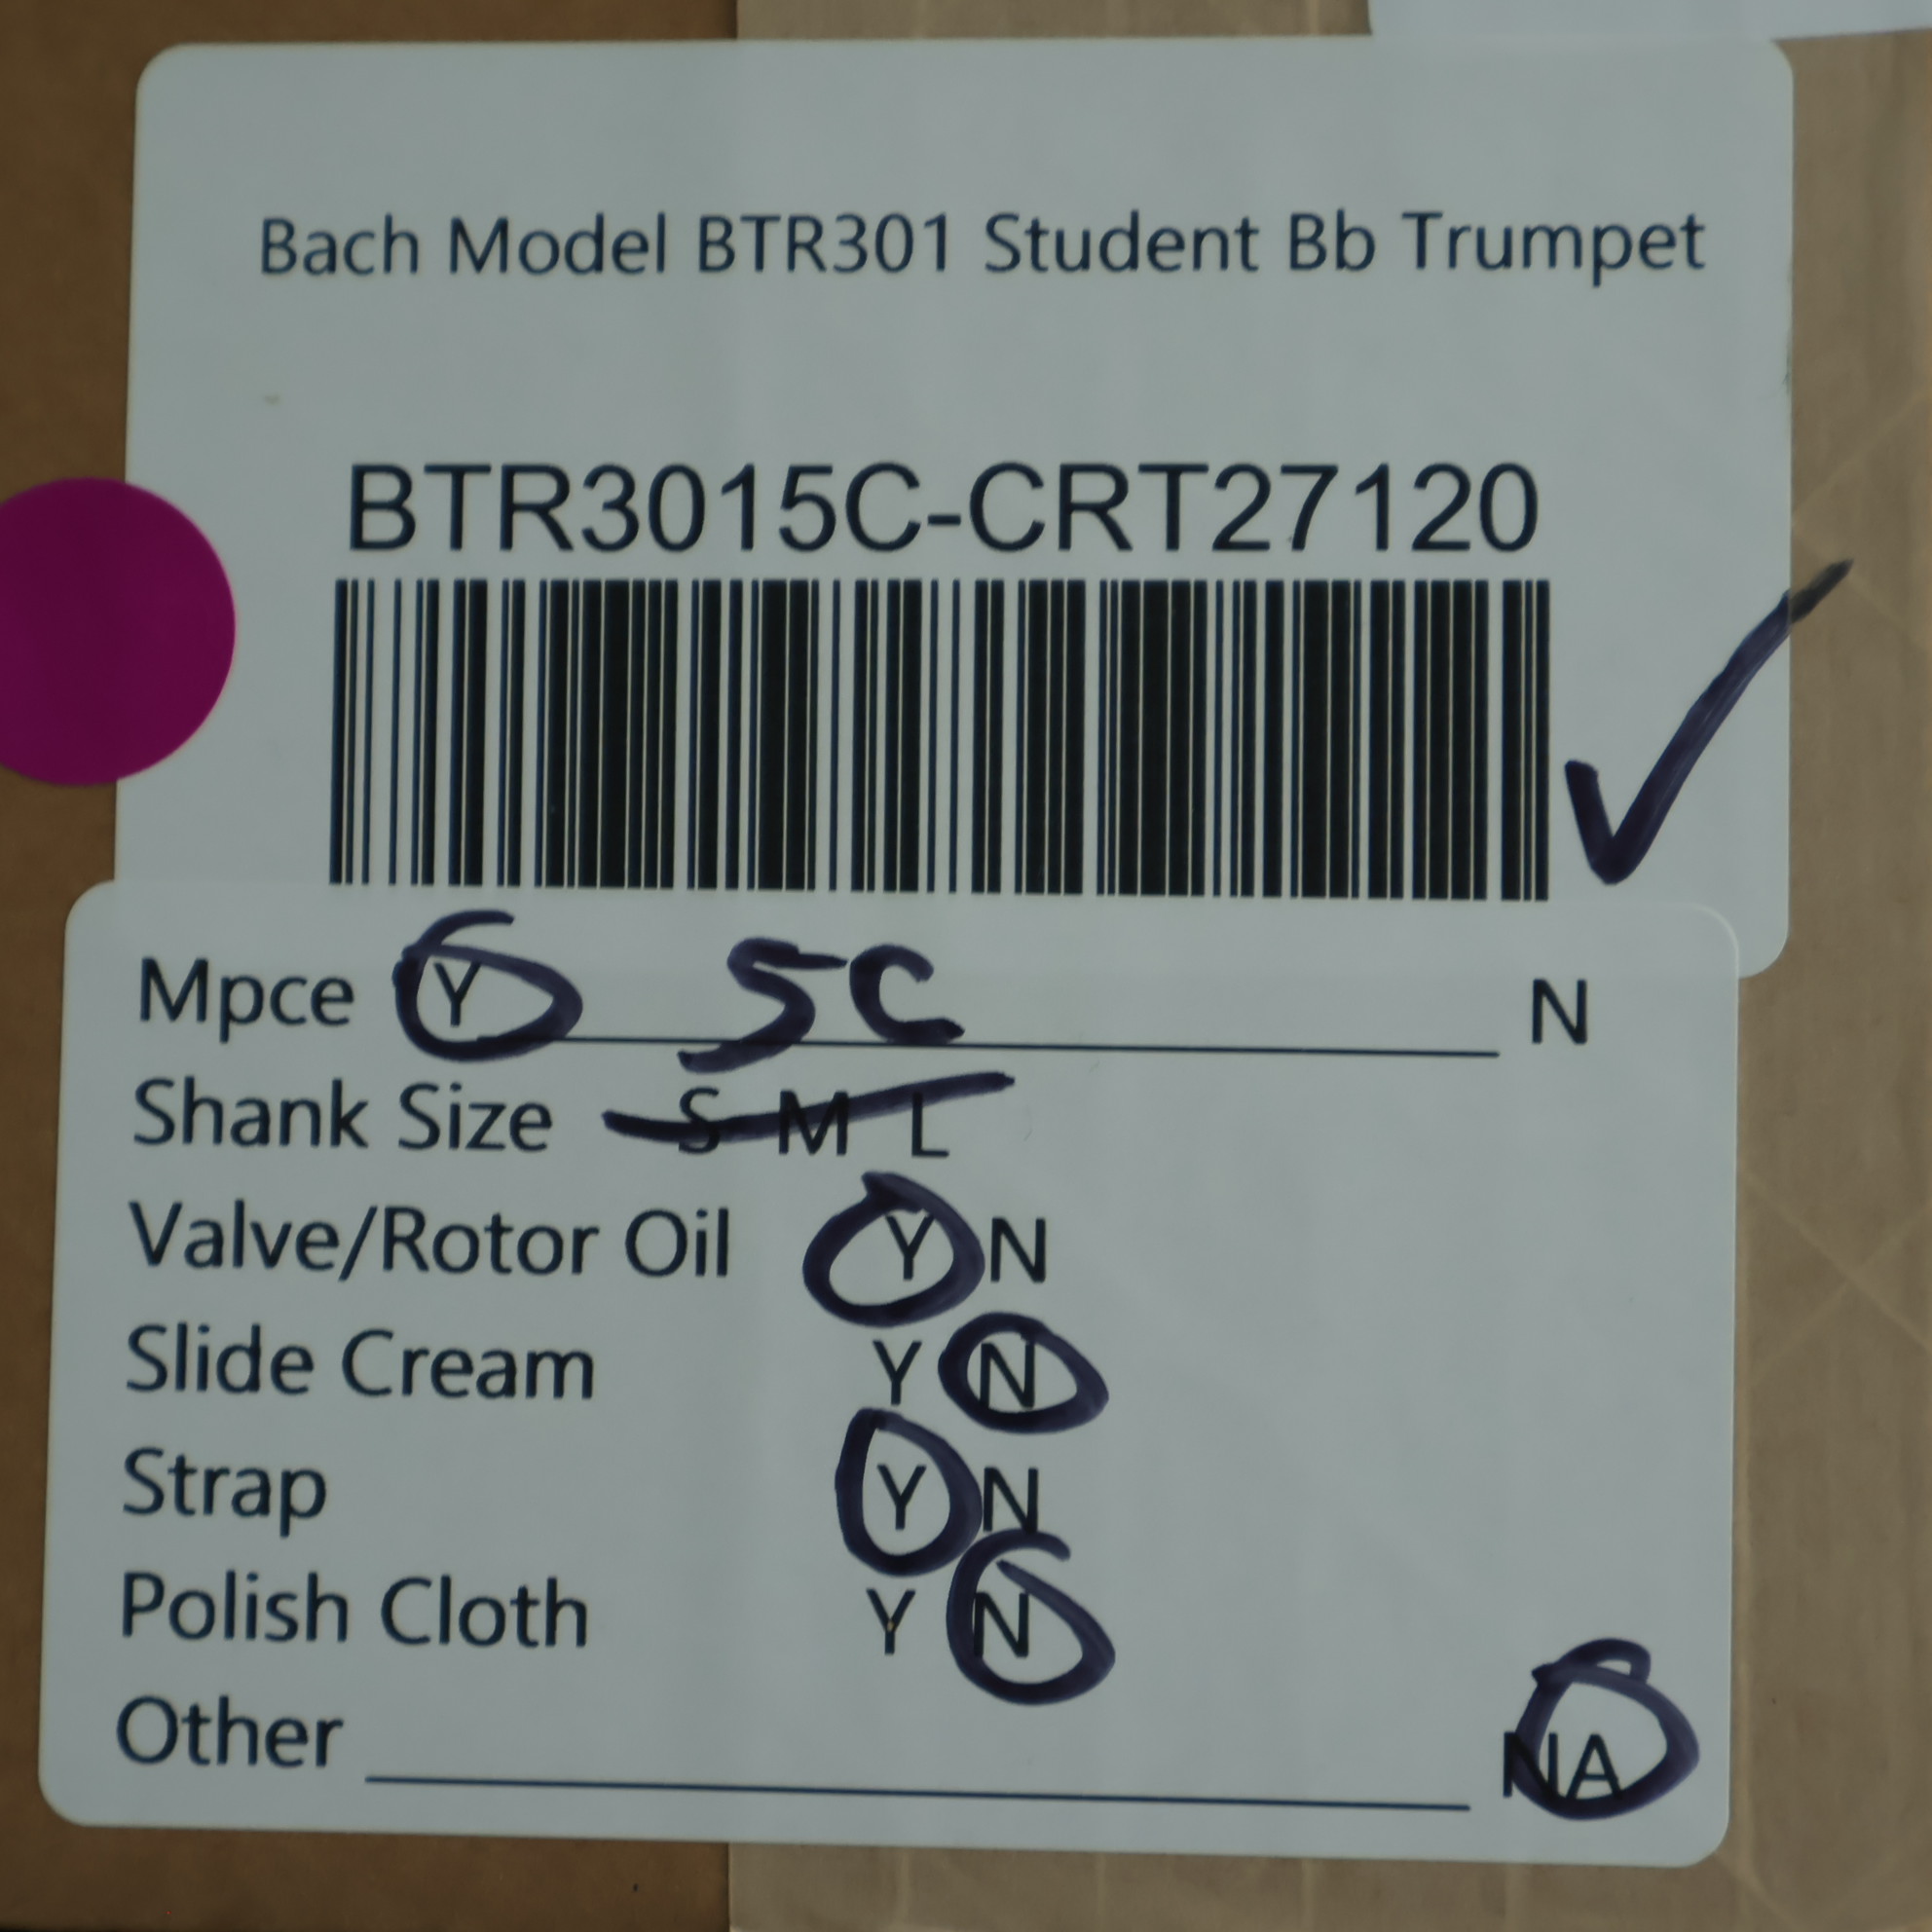 Bach Model BTR301 Student Bb Trumpet
BTR3015C-CRT27120
Mpce Y 5C N
Shank Size S M L
Valve/Rotor Oil Y N
Slide Cream Y N
Strap Y N
Polish Cloth Y N
Other NA